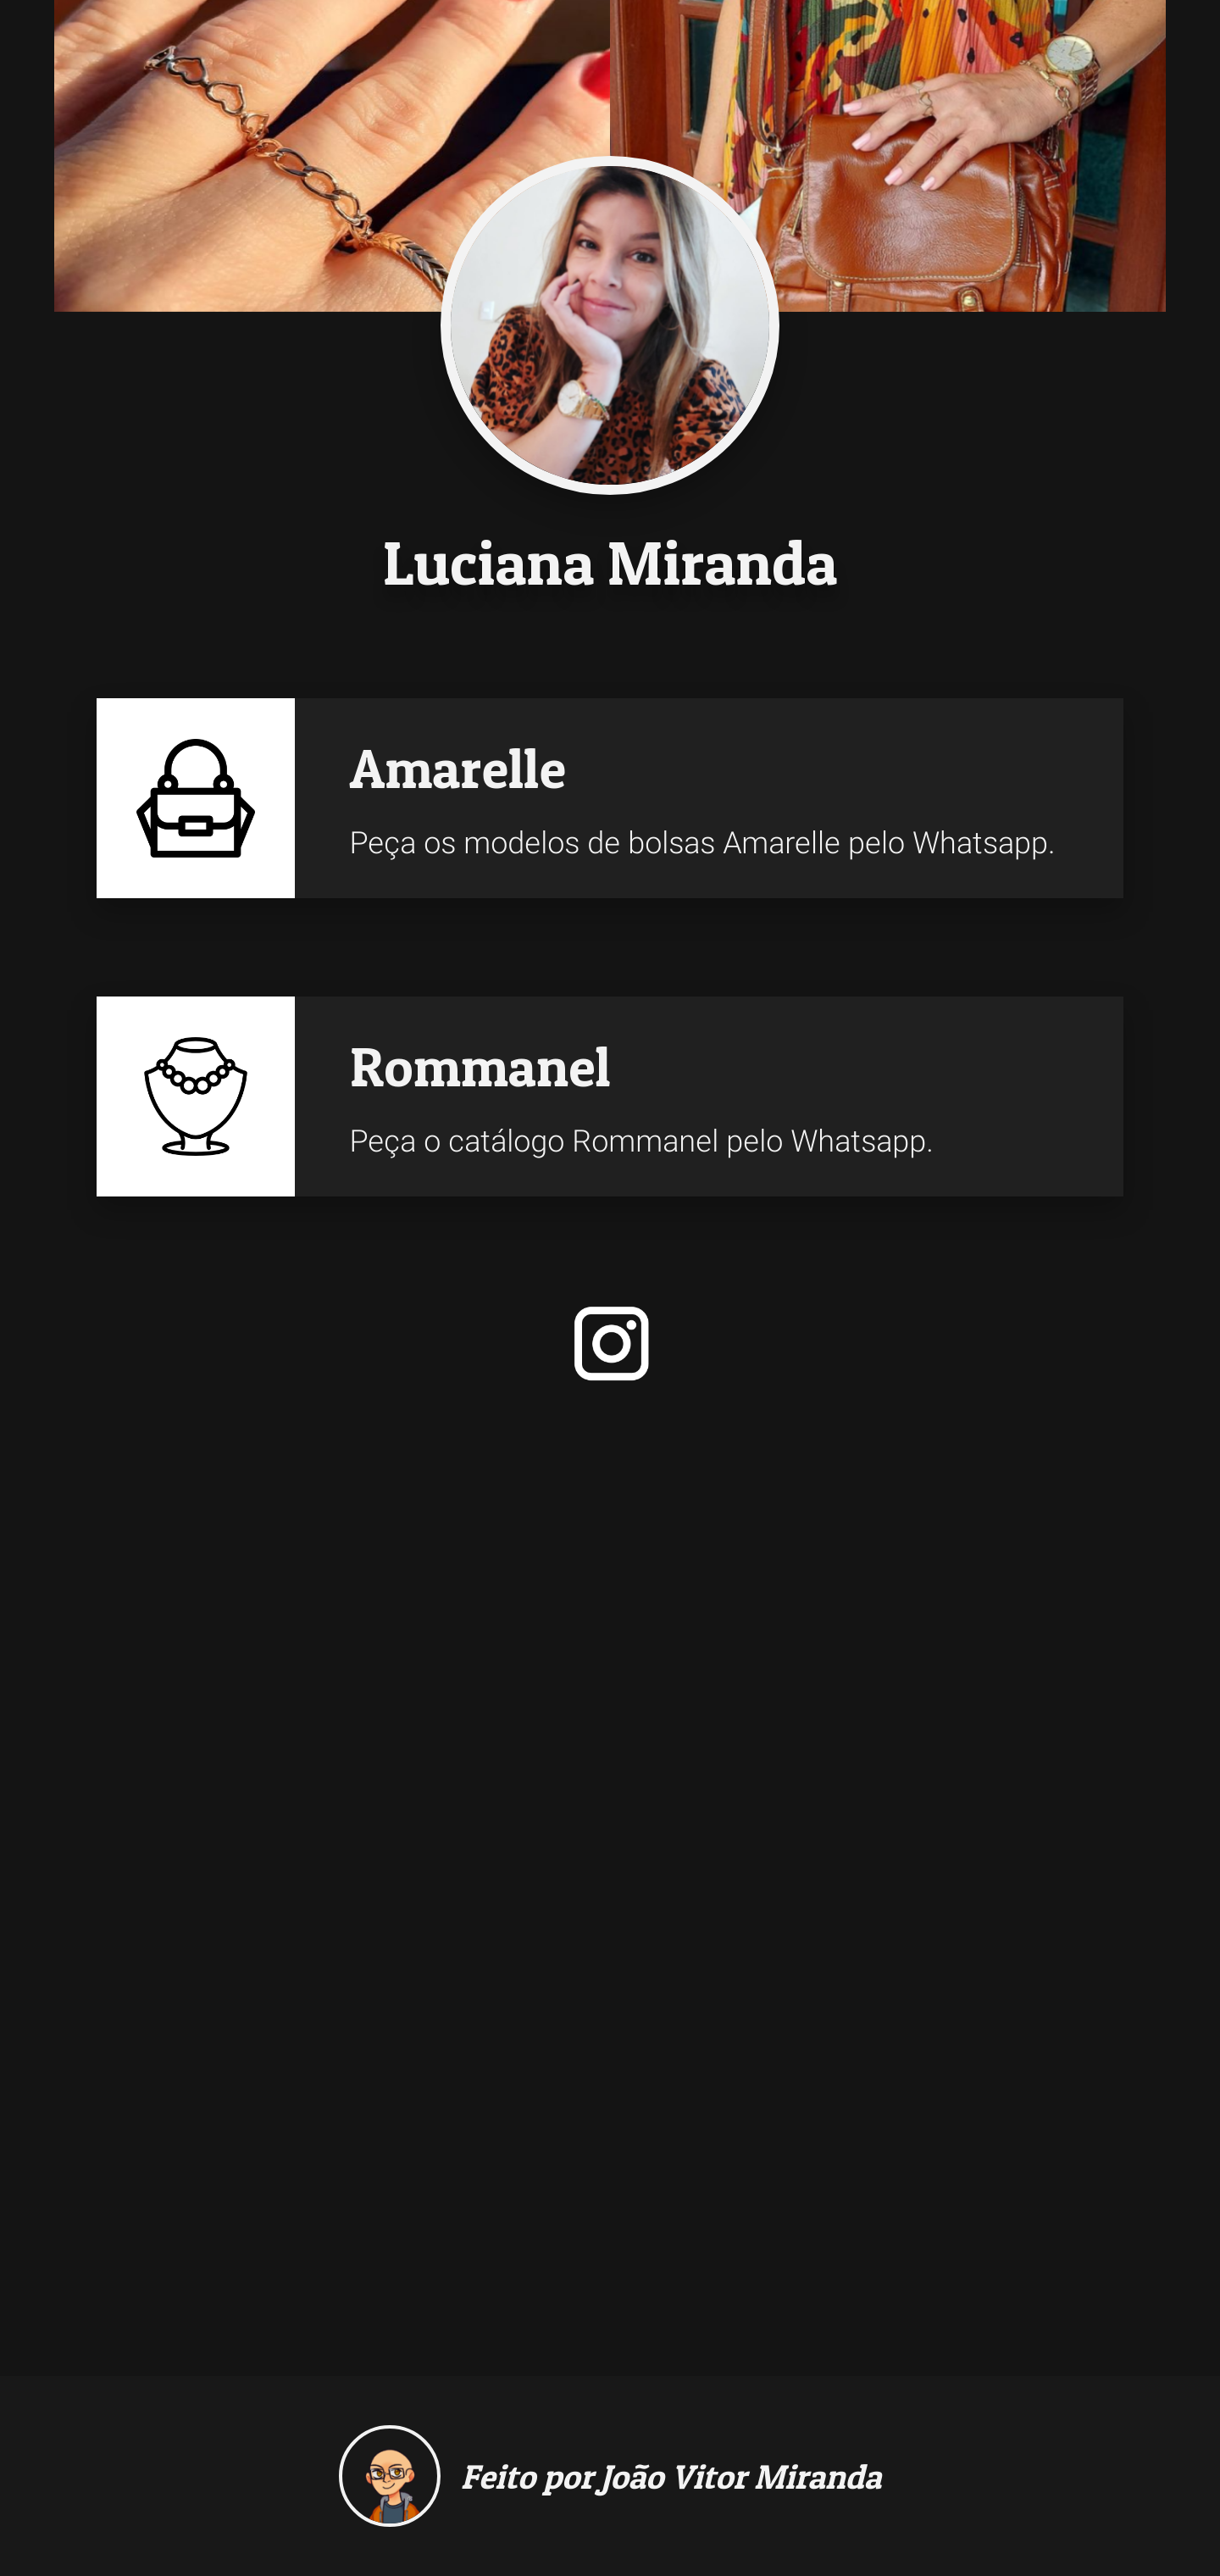 Luciana Miranda
Amarelle
Peça os modelos de bolsas Amarelle pelo Whatsapp.
Rommanel
Peça o catálogo Rommanel pelo Whatsapp.
Feito por João Vitor Miranda